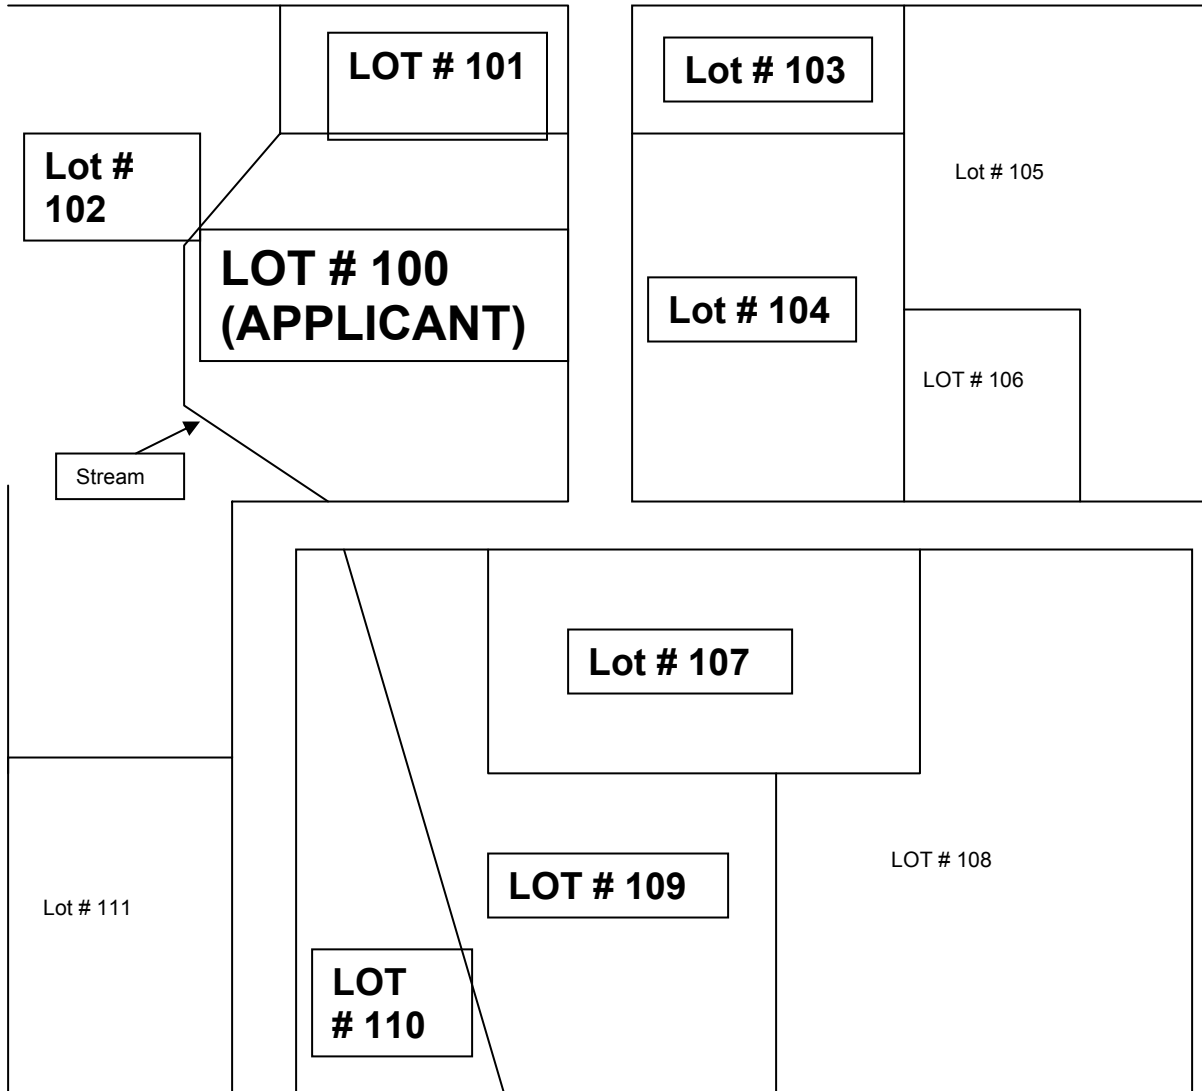 LOT # 101
Lot # 103
Lot #
102
Lot # 105
LOT # 100
(APPLICANT)
Lot # 104
LOT # 106
Stream
Lot # 107
LOT # 108
LOT # 109
Lot # 111
LOT
# 110